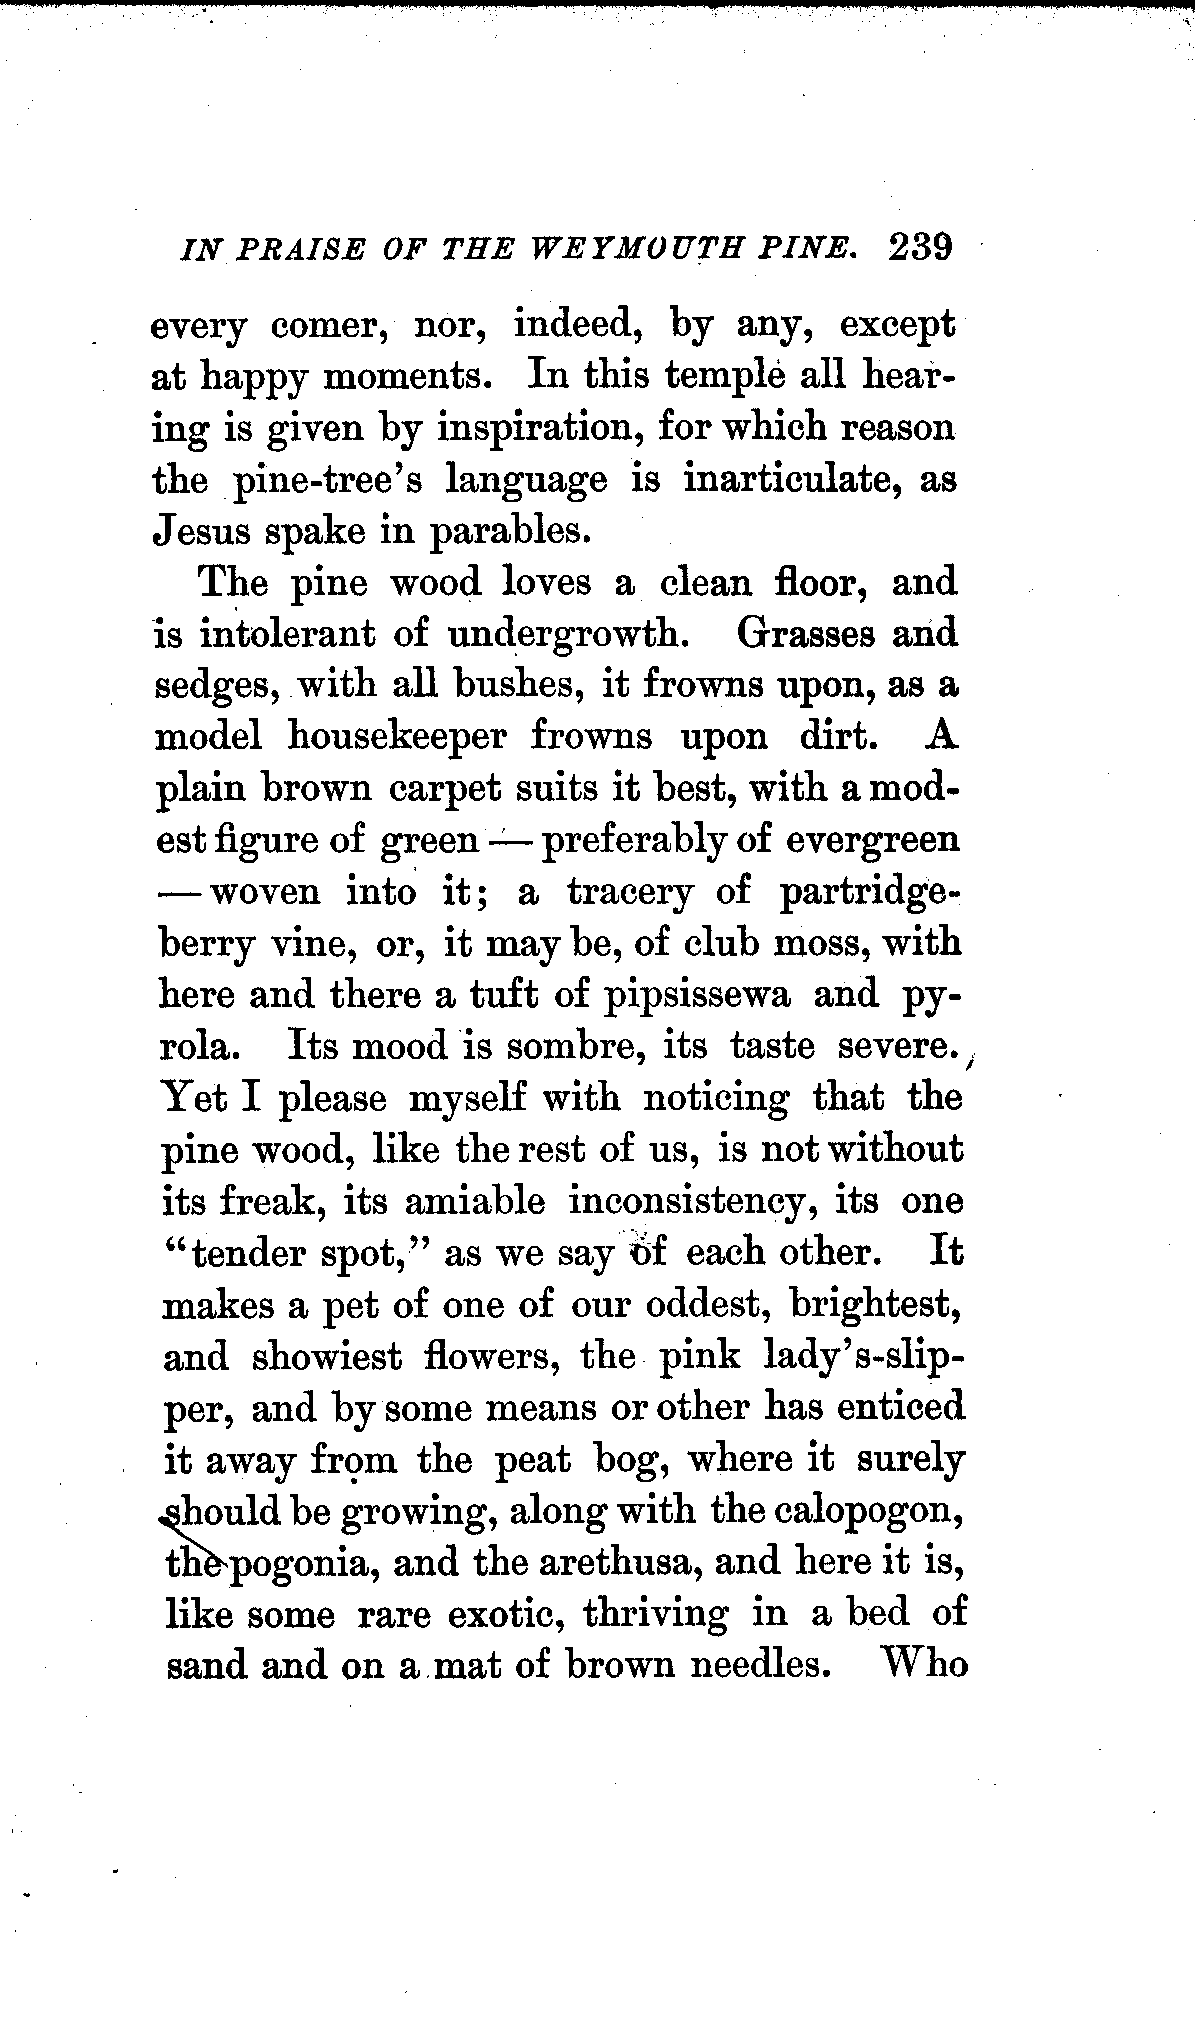 IN PRAISE OF THE WEYMOUTH PINE. 239
every comer, nor, indeed, by any, except
at happy moments. In this temple all hear-
ing is given by inspiration, for which reason
the pine-tree's language is inarticulate, as
Jesus spake in parables.
The pine wood loves a clean floor, and
is intolerant of undergrowth. Grasses and
sedges, with all bushes, it frowns upon, as a
model housekeeper frowns upon dirt. A
plain brown carpet suits it best, with a mod-
est figure of green — preferably of evergreen
— woven into it; a tracery of partridge-
berry vine, or, it may be, of club moss, with
here and there a tuft of pipsissewa and py-
rola. Its mood is sombre, its taste severe.
Yet I please myself with noticing that the
pine wood, like the rest of us, is not without
its freak, its amiable inconsistency, its one
"tender spot," as we say of each other. It
makes a pet of one of our oddest, brightest,
and showiest flowers, the pink lady's-slip-
per, and by some means or other has enticed
it away from the peat bog, where it surely
should be growing, along with the calopogon,
the pogonia, and the arethusa, and here it is,
like some rare exotic, thriving in a bed of
sand and on a mat of brown needles. Who